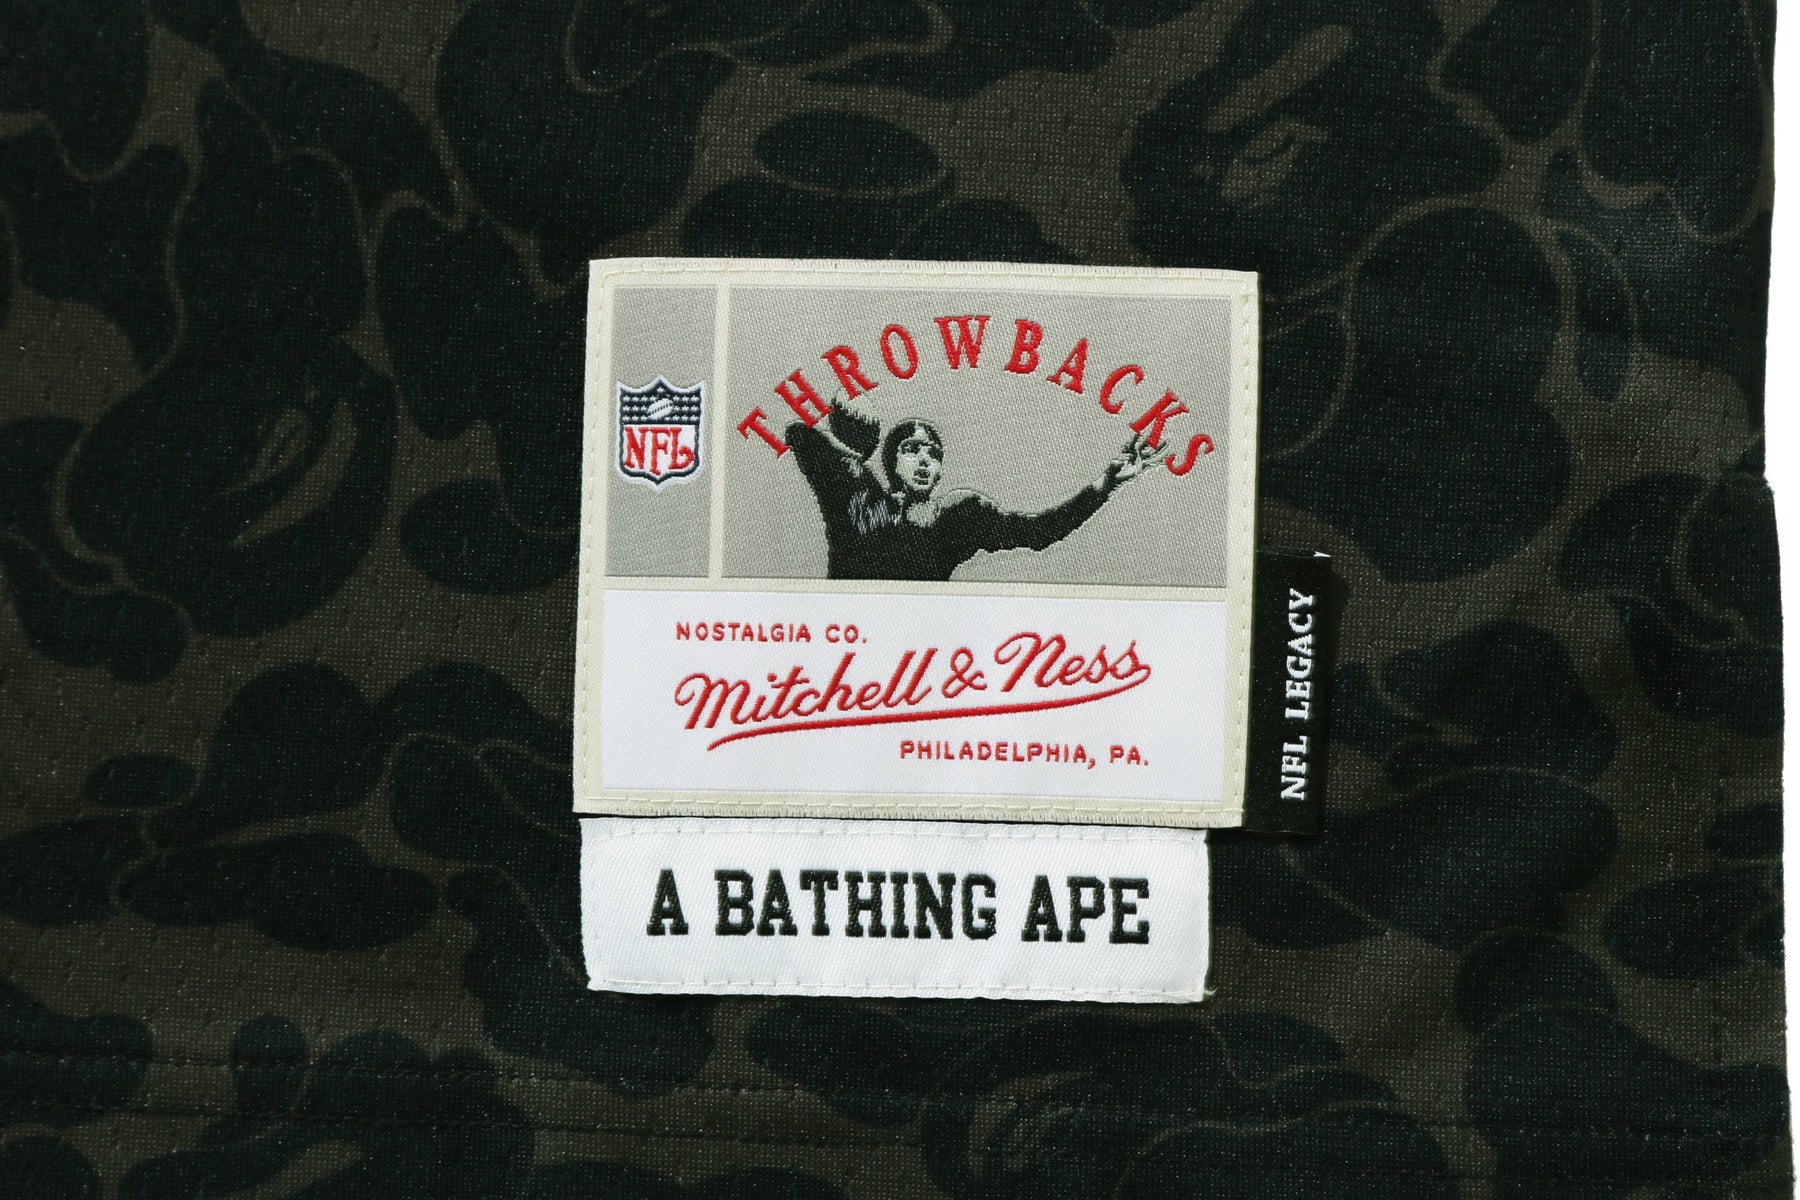 THROWBACKS
NFL
NOSTALGIA CO.
Mitchell & Ness
PHILADELPHIA, PA.
NFL LEGACY
A BATHING APE